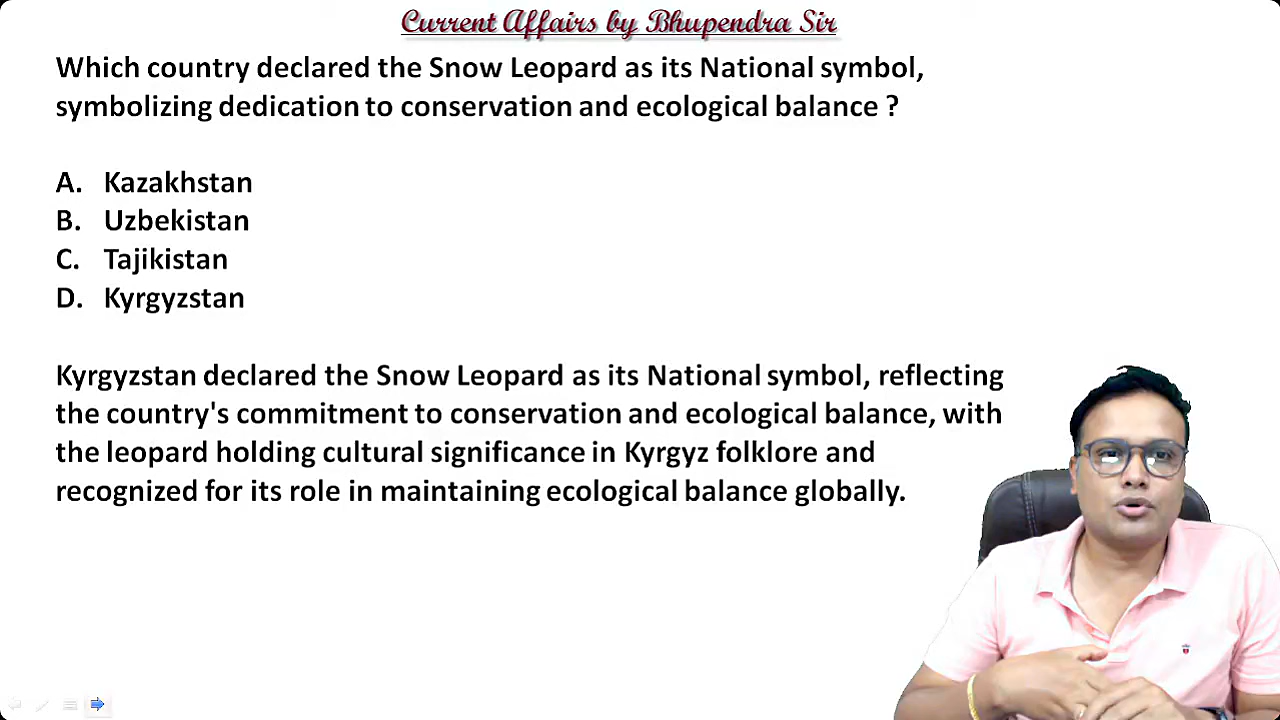 Current Affairs by Bhupendra Sir
Which country declared the Snow Leopard as its National symbol,
symbolizing dedication to conservation and ecological balance ?
A. Kazakhstan
B. Uzbekistan
C. Tajikistan
D. Kyrgyzstan
Kyrgyzstan declared the Snow Leopard as its National symbol, reflecting
the country's commitment to conservation and ecological balance, with
the leopard holding cultural significance in Kyrgyz folklore and
recognized for its role in maintaining ecological balance globally.